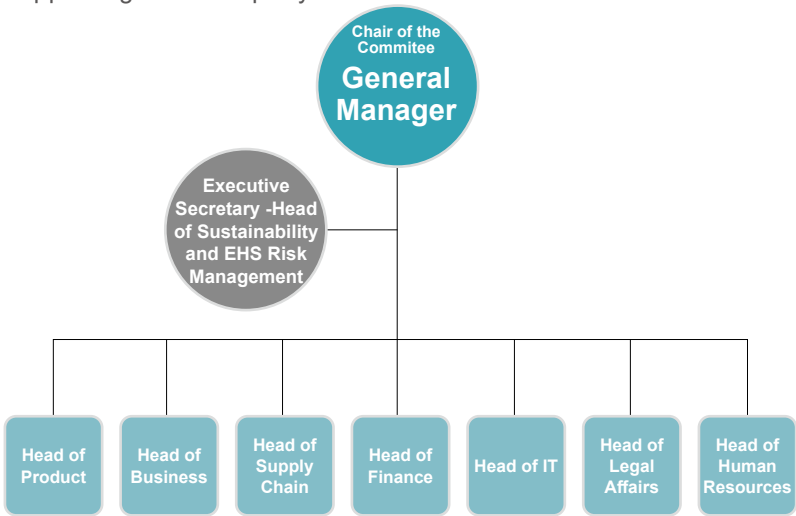 Chair of the
Commitee
General
Manager
Executive
Secretary -Head
of Sustainability
and EHS Risk
Management
Head of
Product
Head of
Business
Head of
Supply
Chain
Head of
Finance
Head of IT
Head of
Legal
Affairs
Head of
Human
Resources